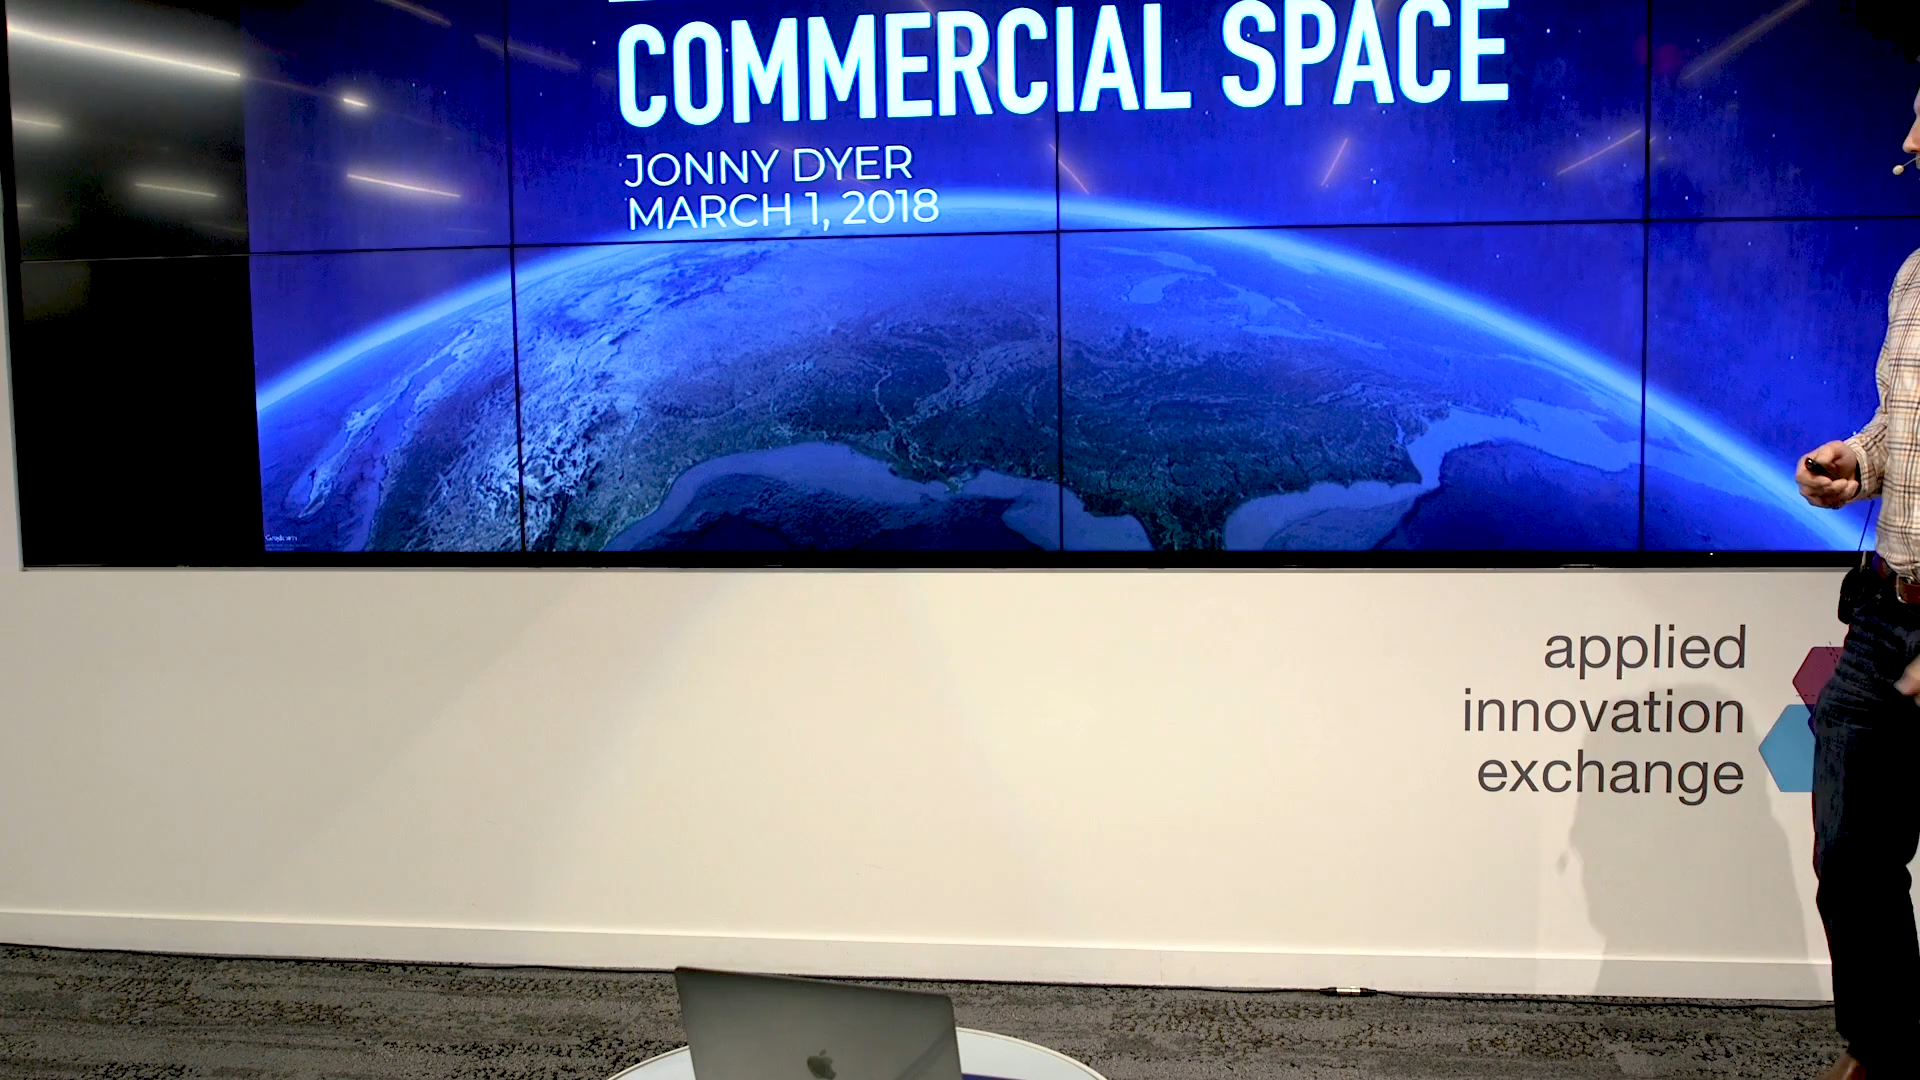 COMMERCIAL SPACE
JONNY DYER
MARCH 1, 2018
applied
innovation
exchange